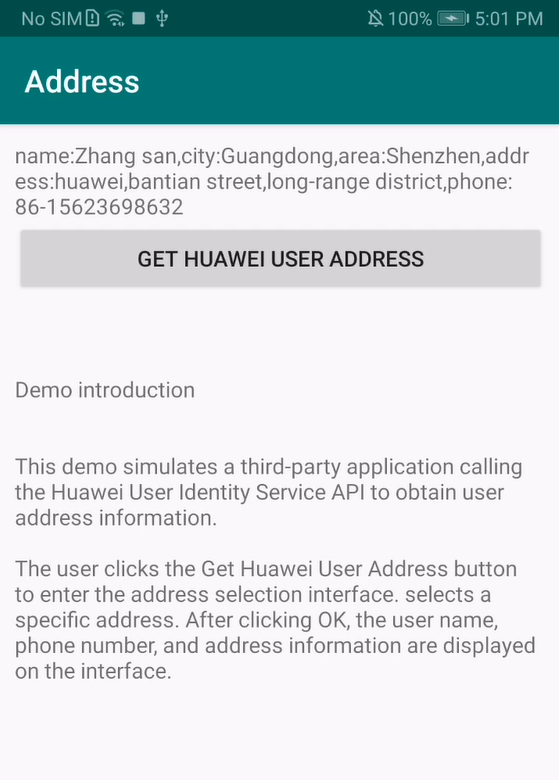 No SIM 100% 5:01 PM
Address
name:Zhang san,city:Guangdong,area:Shenzhen,addr
ess:huawei,bantian street,long-range district,phone:
86-15623698632
GET HUAWEI USER ADDRESS
Demo introduction
This demo simulates a third-party application calling
the Huawei User Identity Service API to obtain user
address information.
The user clicks the Get Huawei User Address button
to enter the address selection interface. selects a
specific address. After clicking OK, the user name,
phone number, and address information are displayed
on the interface.